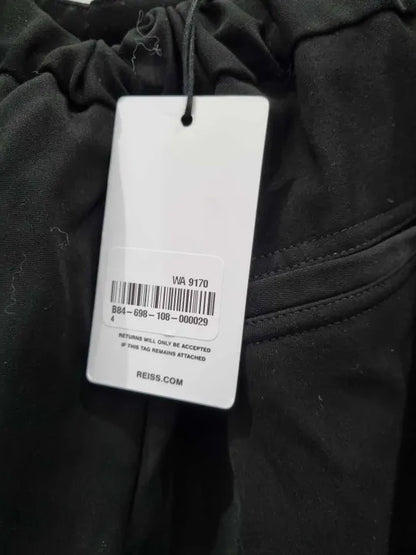 WA 9170
B84-698-108-000029
4
RETURNS WILL ONLY BE ACCEPTED
IF THIS TAG REMAINS ATTACHED
REISS.COM